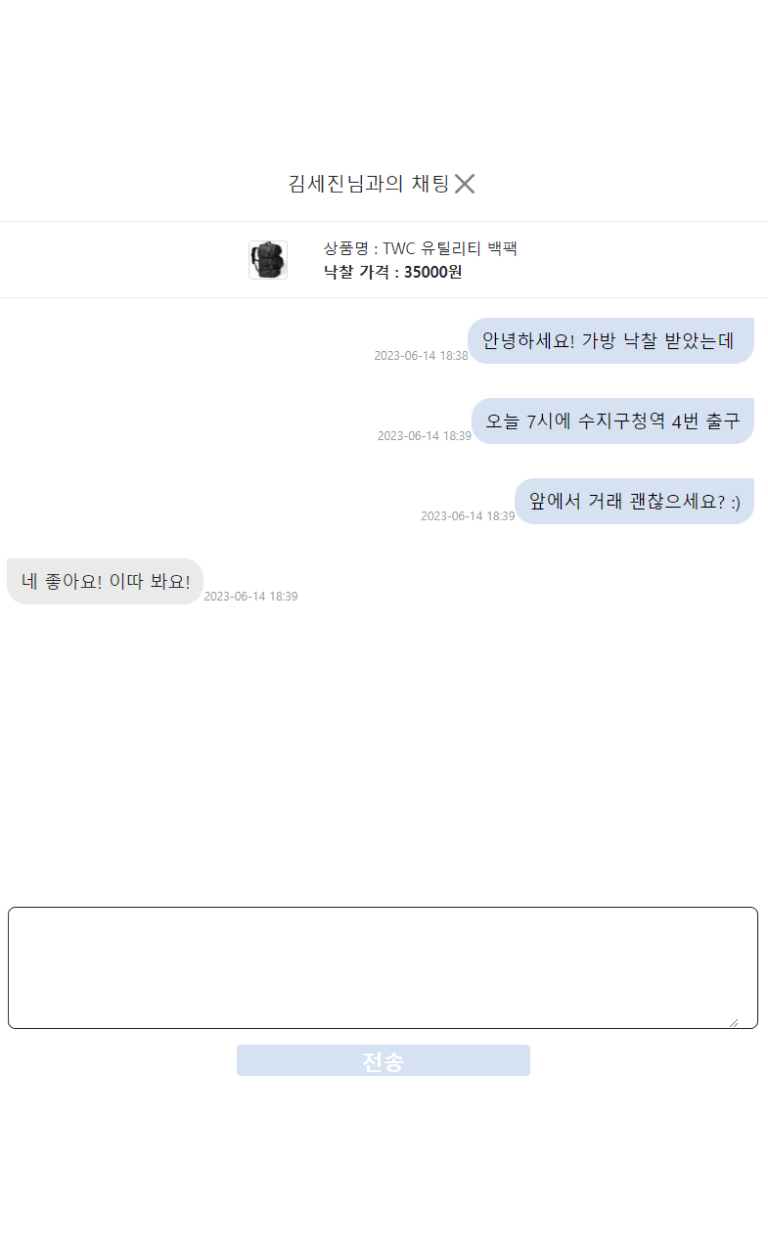 김세진님과의 채팅
상품명 : TWC 유틸리티 백팩
낙찰 가격 : 35000원
2023-06-14 18:38 안녕하세요! 가방 낙찰 받았는데
2023-06-14 18:39 오늘 7시에 수지구청역 4번 출구
2023-06-14 18:39 앞에서 거래 괜찮으세요? :)
네 좋아요! 이따 봐요! 2023-06-14 18:39
전송